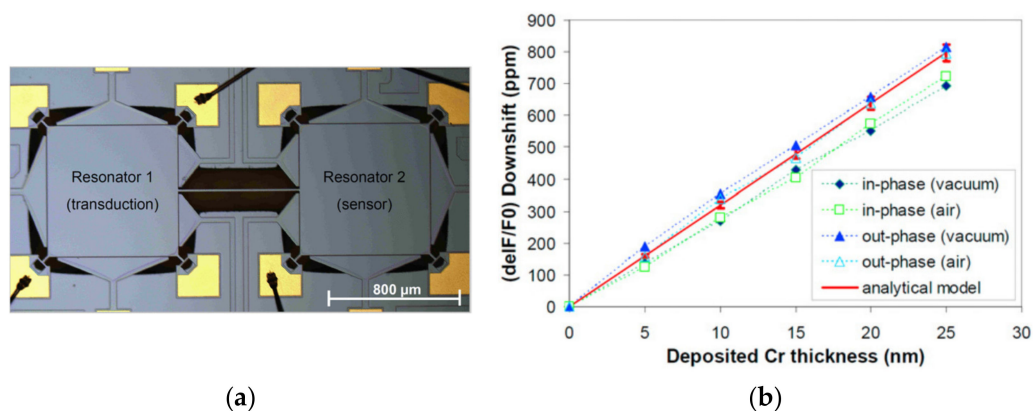 Resonator 1
(transduction)
Resonator 2
(sensor)
800 µm
(a)
(b)
(delF/F0) Downshift (ppm)
900
800
700
600
500
400
300
200
100
0
in-phase (vacuum)
in-phase (air)
out-phase (vacuum)
out-phase (air)
analytical model
0
5
10
15
20
25
30
Deposited Cr thickness (nm)